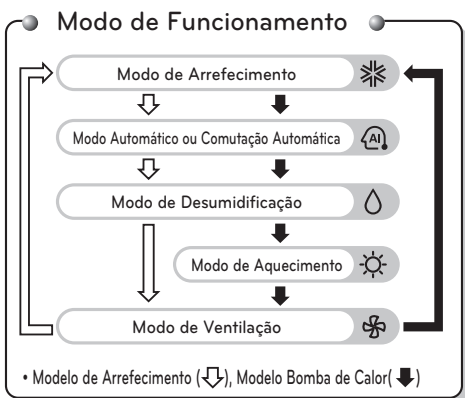 Modo de Funcionamento
Modo de Arrefecimento
Modo Automático ou Comutação Automática
AI
Modo de Desumidificação
Modo de Aquecimento
Modo de Ventilação
• Modelo de Arrefecimento ( ), Modelo Bomba de Calor( )